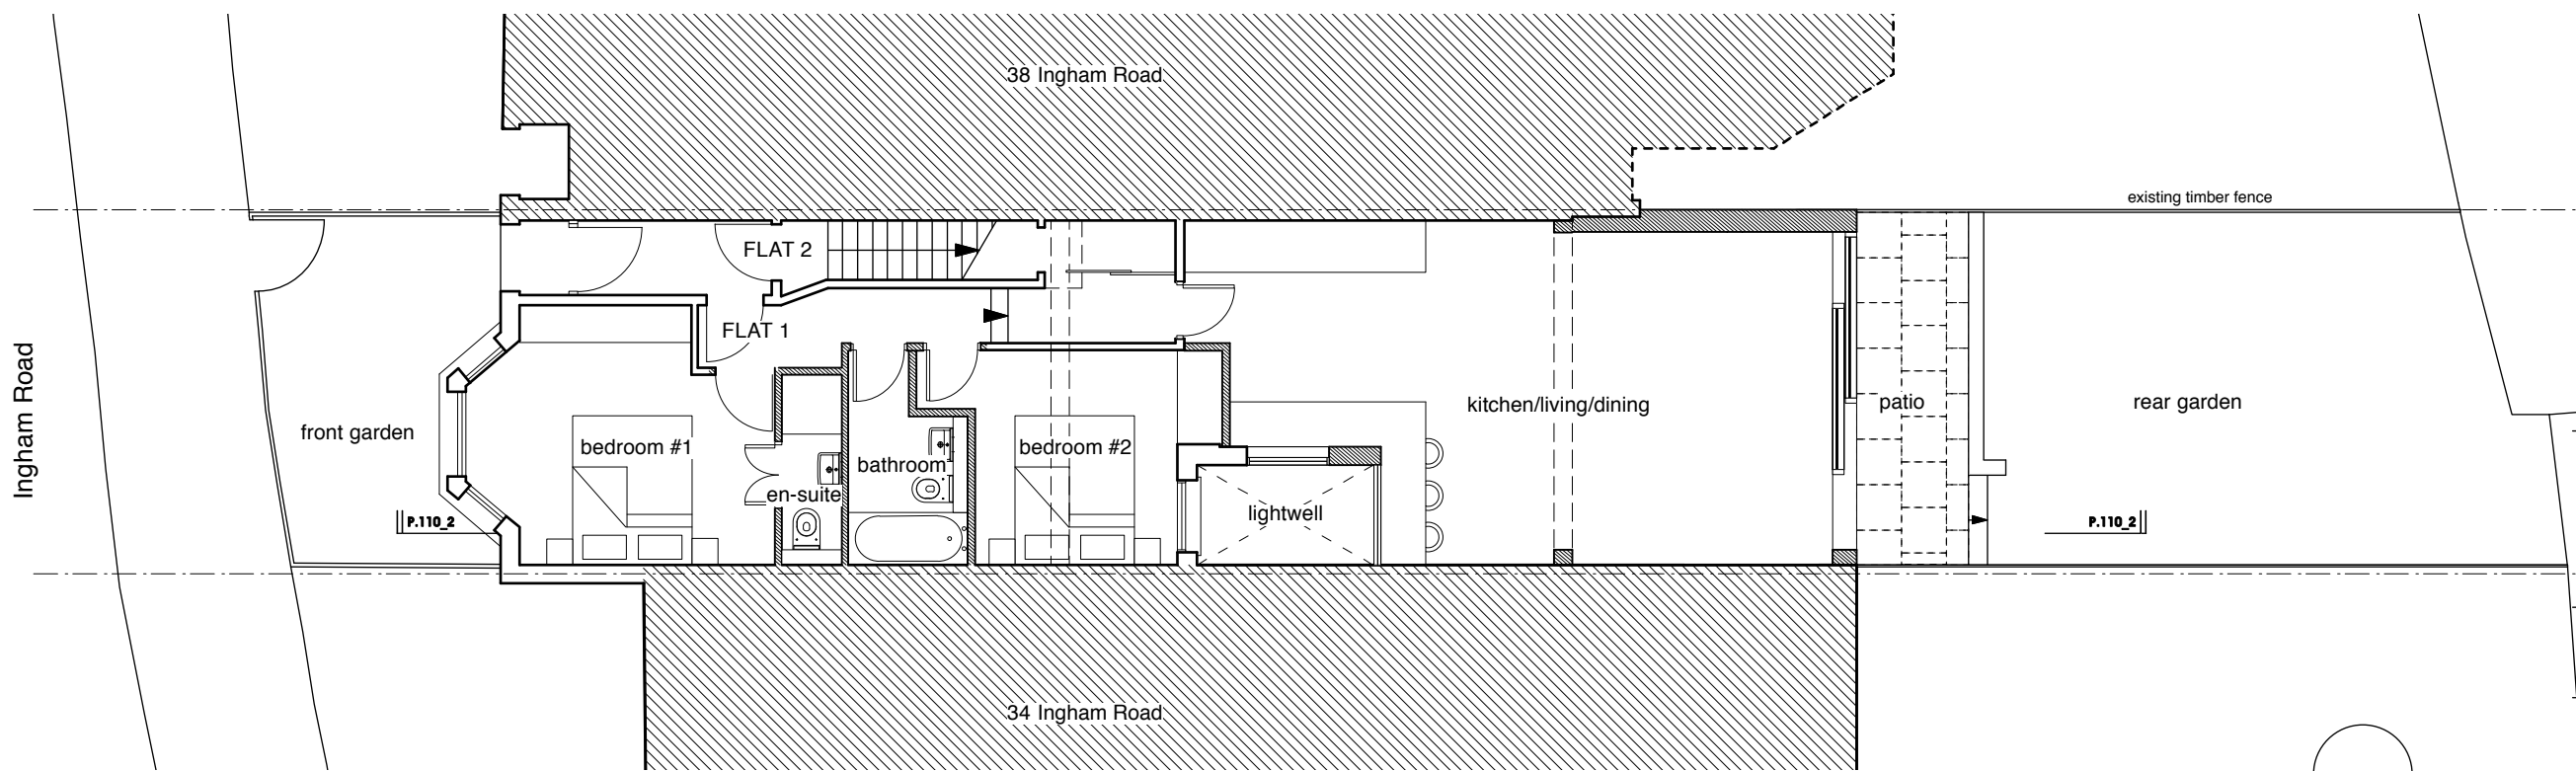 38 Ingham Road
existing timber fence
FLAT 2
FLAT 1
Ingham Road
front garden
bedroom #1
en-suite
bathroom
bedroom #2
lightwell
kitchen/living/dining
patio
rear garden
P.110_2
P.110_2
34 Ingham Road